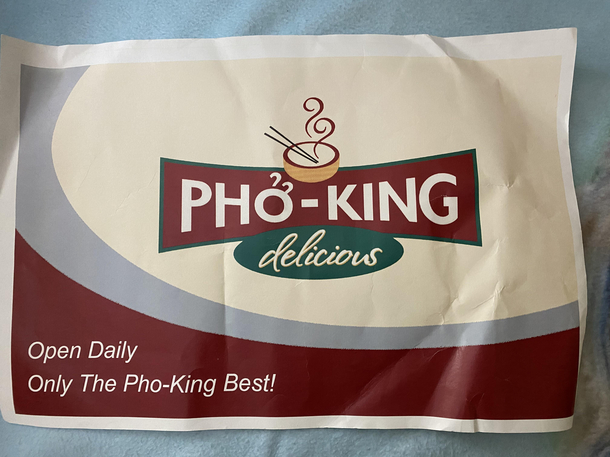 PHỞ-KING
delicious
Open Daily
Only The Pho-King Best!